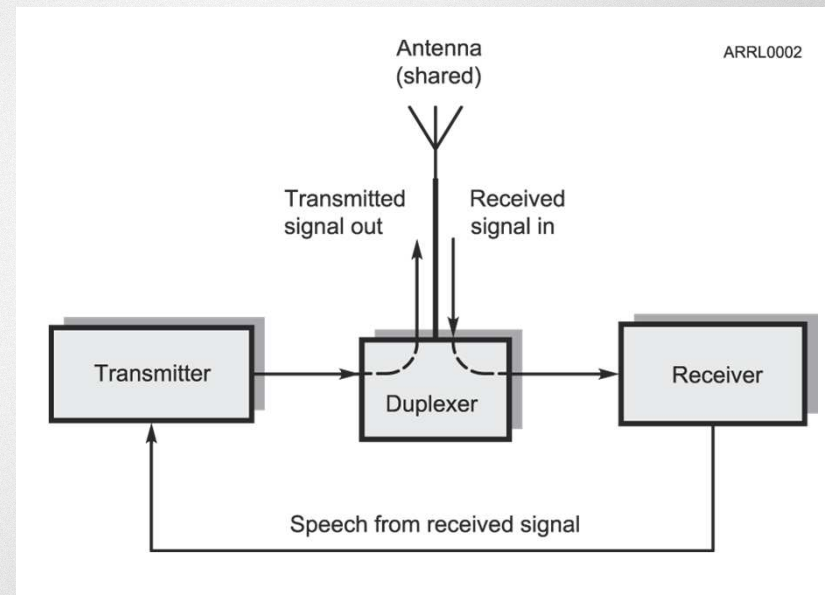 Antenna
(shared)
ARRL0002
Transmitted
signal out
Received
signal in
Transmitter
Duplexer
Receiver
Speech from received signal